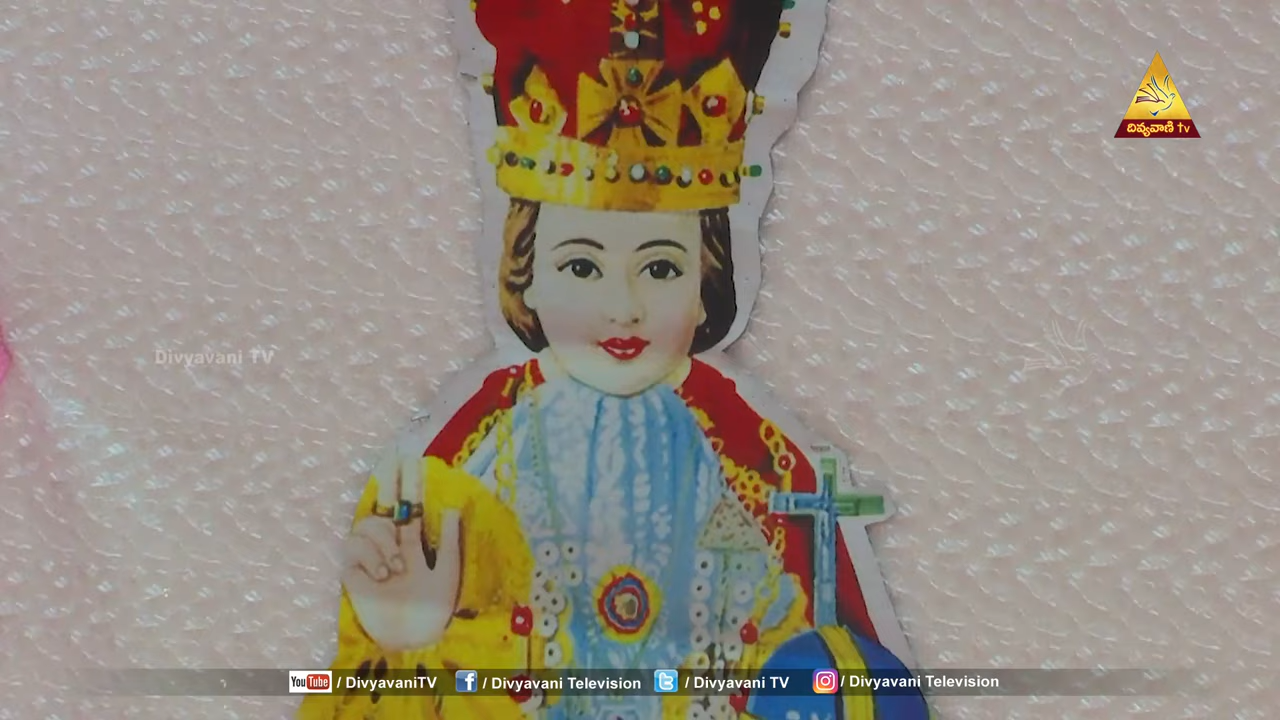 దివ్యవాణి tv
Divyavani TV
YouTube / DivyavaniTV f / Divyavani Television / Divyavani TV / Divyavani Television